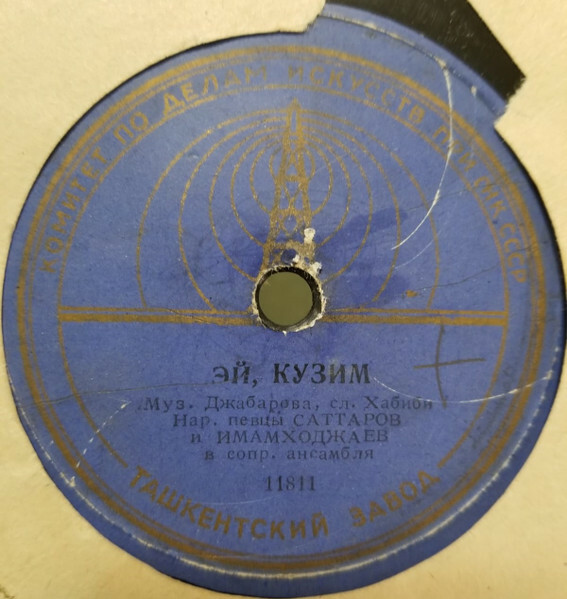 КОМИТЕТ ПО ДЕЛАМ ИСКУССТВ ПРИ СНК СССР
ЭЙ, КУЗИМ
Муз. Джабарова, сл. Хабиби
Нар. певцы САТТАРОВ
и ИМАМХОДЖАЕВ
в сопр. ансамбля
11811
ТАШКЕНТСКИЙ ЗАВОД